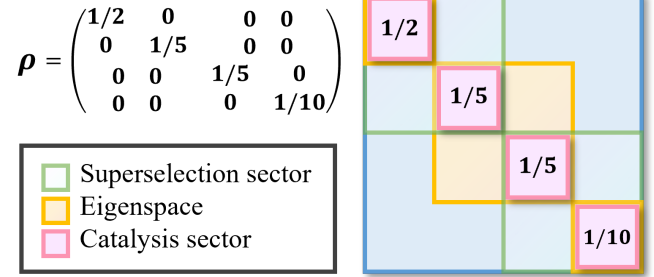 ρ = (1/2 0 0 0
0 1/5 0 0
0 0 1/5 0
0 0 0 1/10)
Superselection sector
Eigenspace
Catalysis sector
1/2
1/5
1/5
1/10